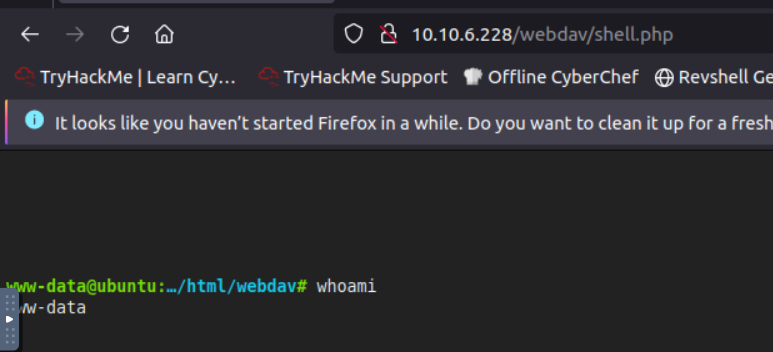 10.10.6.228/webdav/shell.php
TryHackMe | Learn Cy… TryHackMe Support Offline CyberChef Revshell Ge
It looks like you haven't started Firefox in a while. Do you want to clean it up for a fresh
www-data@ubuntu:…/html/webdav# whoami
ww-data